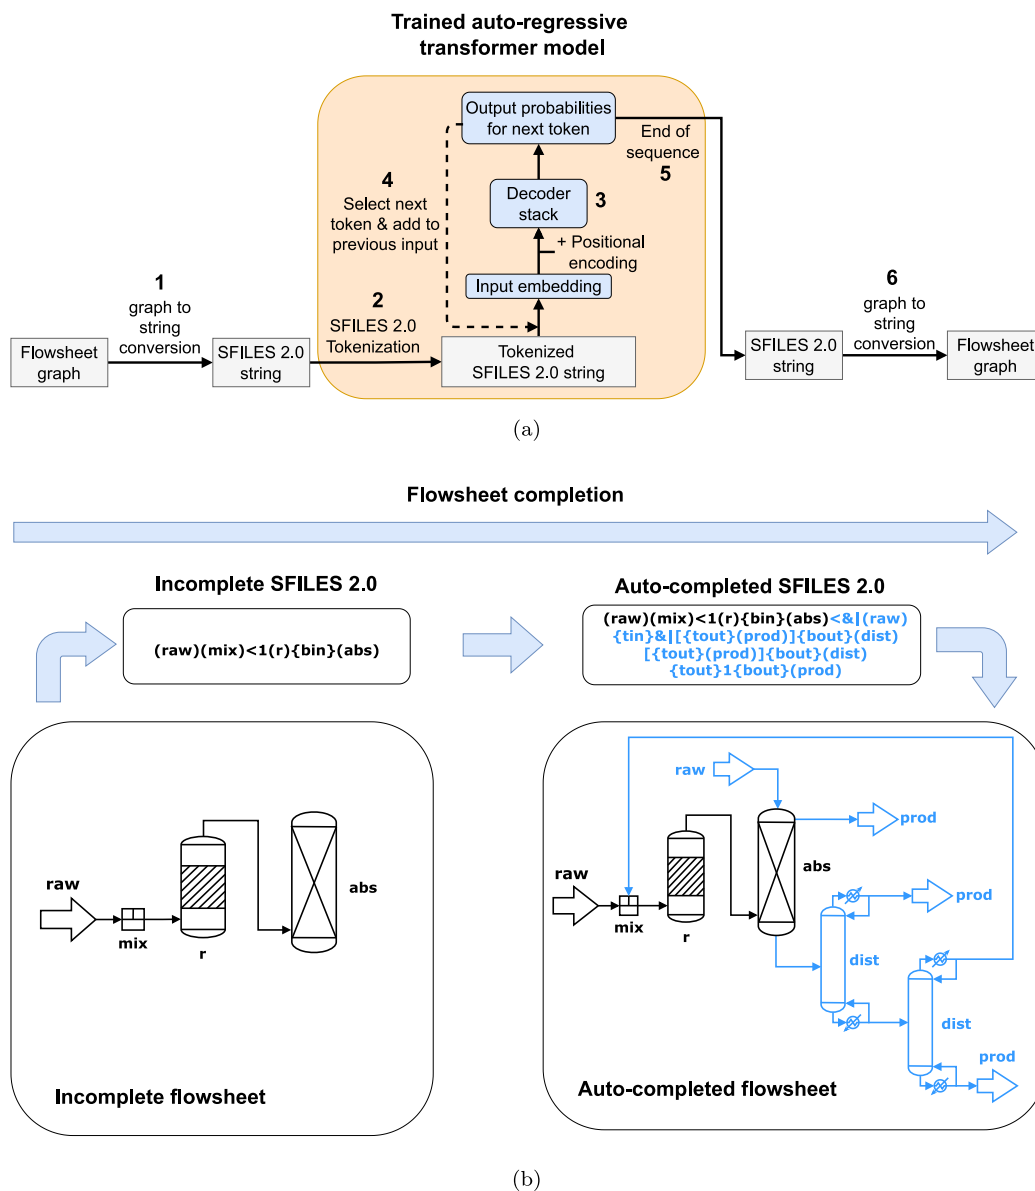 Trained auto-regressive
transformer model
Output probabilities
for next token
End of
sequence
5
4
Select next
token & add to
previous input
Decoder
stack
3
+ Positional
encoding
Input embedding
1
graph to
string
conversion
2
SFILES 2.0
Tokenization
6
graph to
string
conversion
Flowsheet
graph
SFILES 2.0
string
Tokenized
SFILES 2.0 string
SFILES 2.0
string
Flowsheet
graph
(a)
Flowsheet completion
Incomplete SFILES 2.0
(raw)(mix)<1(r){bin}(abs)
Auto-completed SFILES 2.0
(raw)(mix)<1(r){bin}(abs)<&|(raw)
{tin}&|[{tout}(prod)]{bout}(dist)
[{tout}(prod)]{bout}(dist)
{tout}1{bout}(prod)
raw
mix
r
abs
Incomplete flowsheet
raw
prod
abs
raw
mix
r
prod
dist
dist
prod
Auto-completed flowsheet
(b)